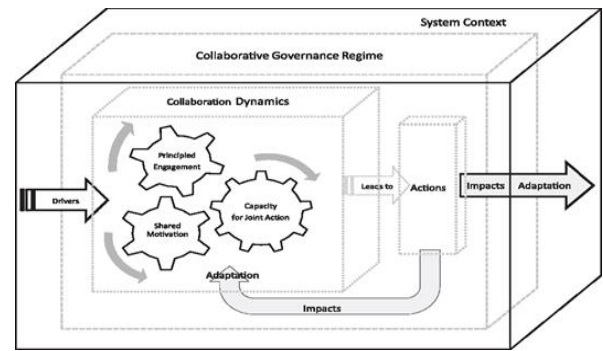 System Context
Collaborative Governance Regime
Collaboration Dynamics
Principled
Engagement
Drivers
Capacity
for Joint Action
Leads to
Actions
Impacts
Adaptation
Shared
Motivation
Adaptation
Impacts